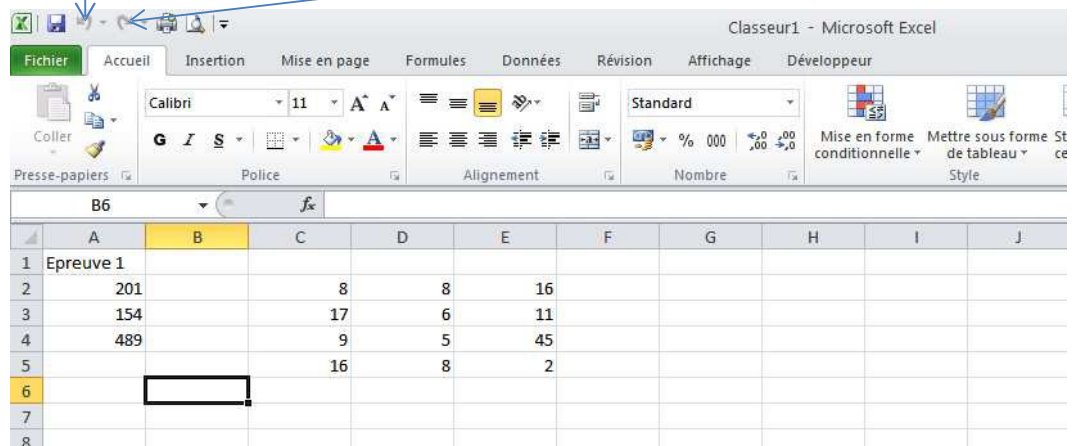 Classeur1 - Microsoft Excel
Fichier Accueil Insertion Mise en page Formules Données Révision Affichage Développeur
Calibri 11 A A Standard
Coller G I S A % 000 ,00 ,0 Mise en forme conditionnelle Mettre sous forme de tableau
Presse-papiers Police Alignement Nombre Style
B6 fx
A B C D E F G H I J
1 Epreuve 1
2 201 8 8 16
3 154 17 6 11
4 489 9 5 45
5 16 8 2
6
7
8